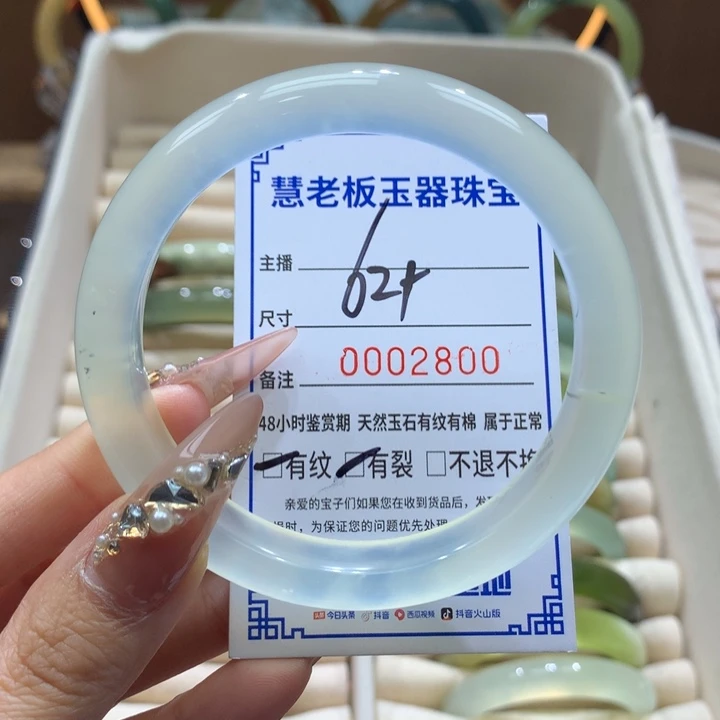 慧老板玉器珠宝
主播
尺寸 62+
备注 0002800
48小时鉴赏期 天然玉石有纹有棉 属于正常
有纹 有裂 不退不换
亲爱的宝子们如果您在收到货品后，发
时，为保证您的问题优先处理
今日头条 抖音 西瓜视频 抖音火山版